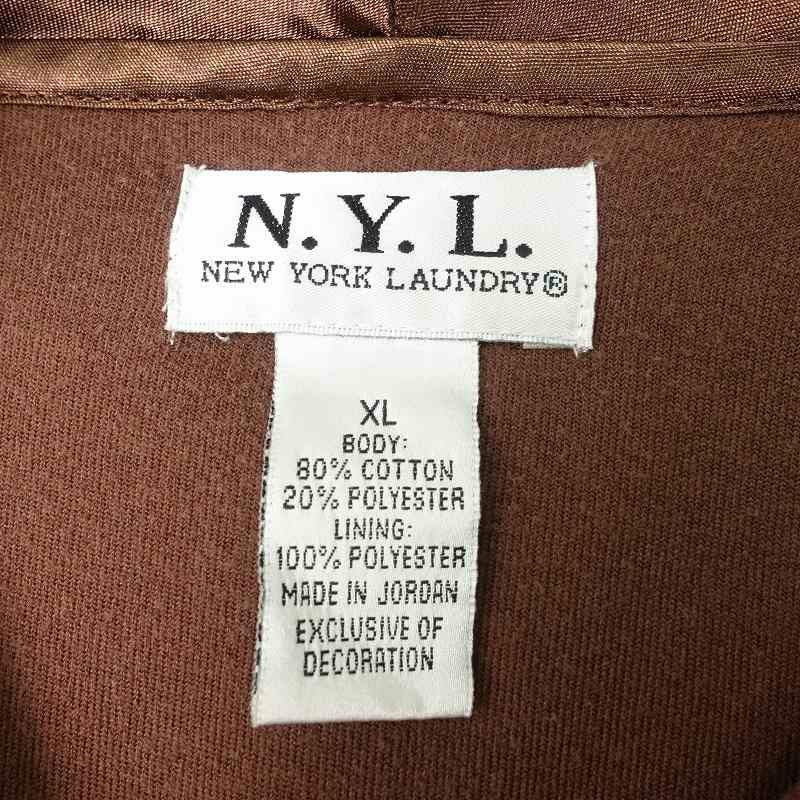 N.Y.L.
NEW YORK LAUNDRY®
XL
BODY:
80% COTTON
20% POLYESTER
LINING:
100% POLYESTER
MADE IN JORDAN
EXCLUSIVE OF
DECORATION